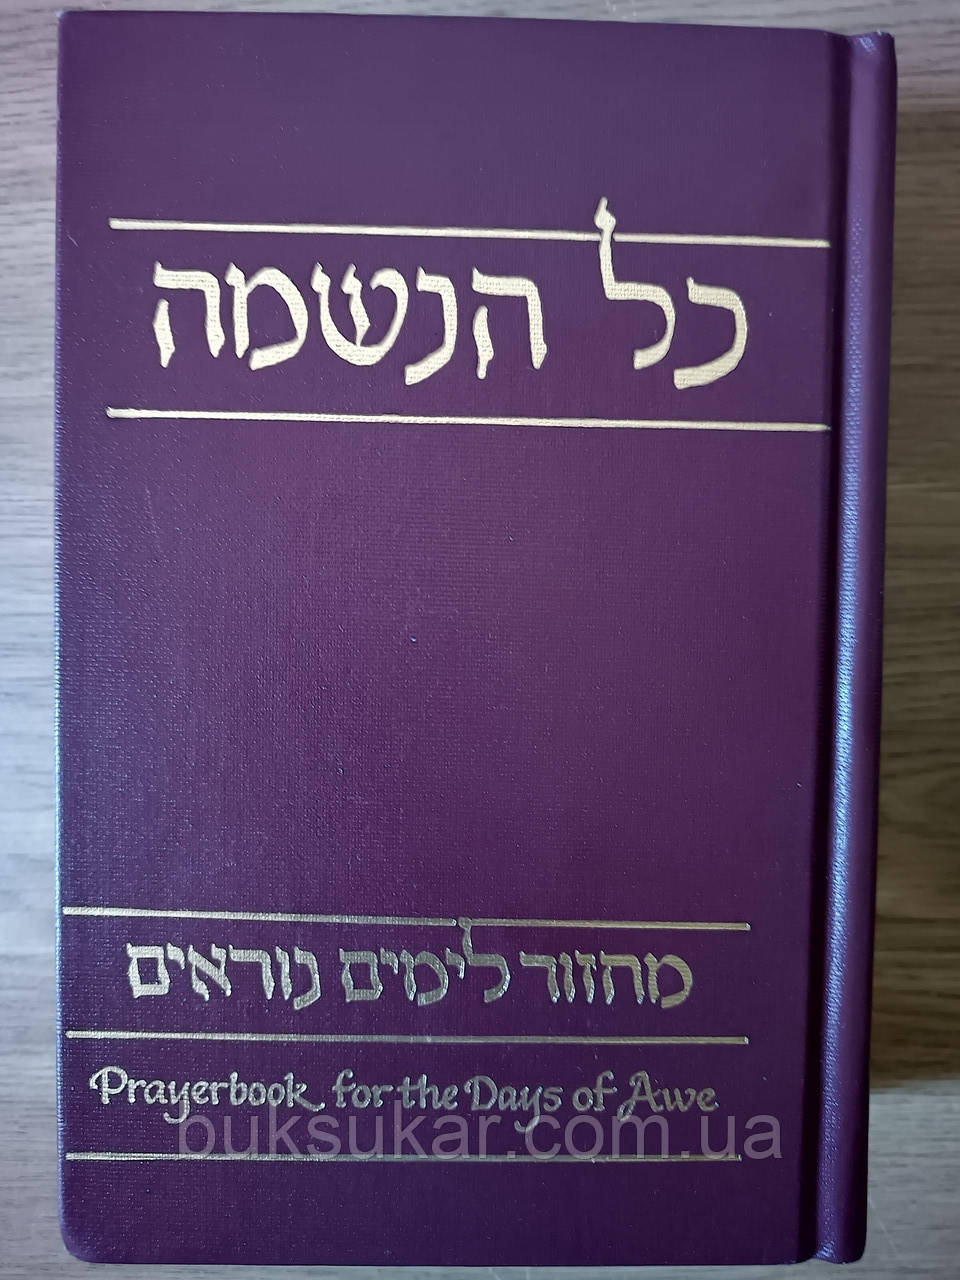 כל הנשמה
מחזור לימים נוראים
Prayerbook for the Days of Awe
buksukar.com.ua